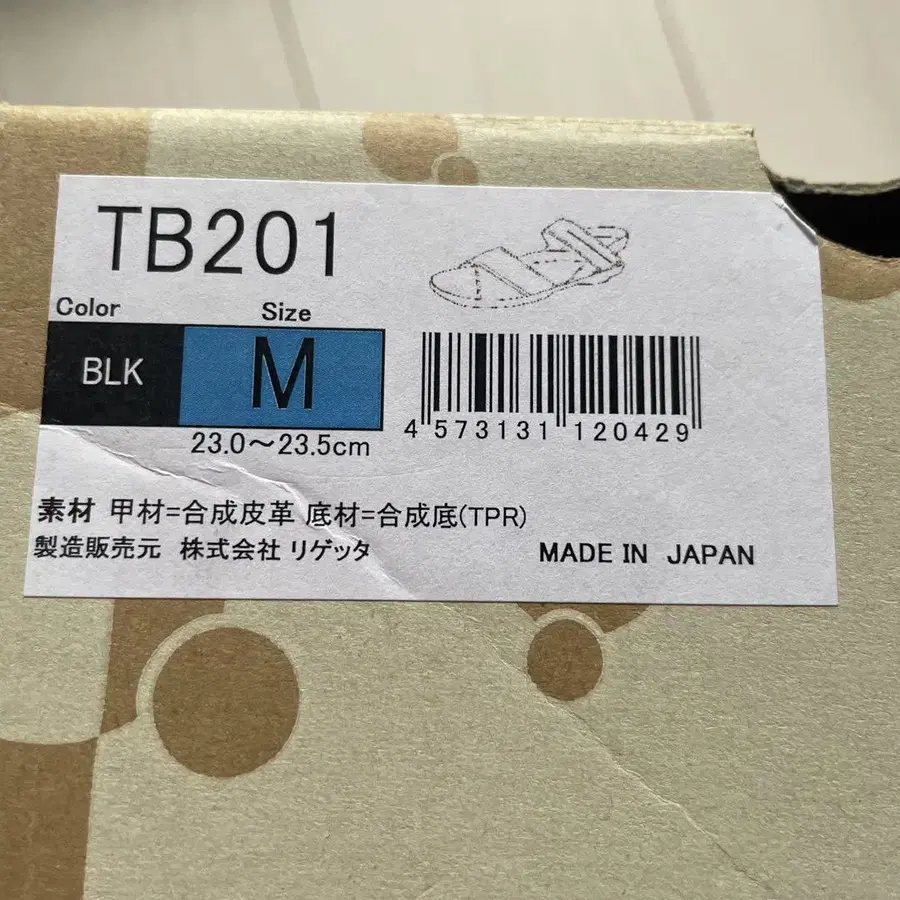 TB201
Color Size
BLK M
23.0～23.5cm
4 573131 120429
素材 甲材=合成皮革 底材=合成底(TPR)
製造販売元 株式会社 リゲッタ MADE IN JAPAN